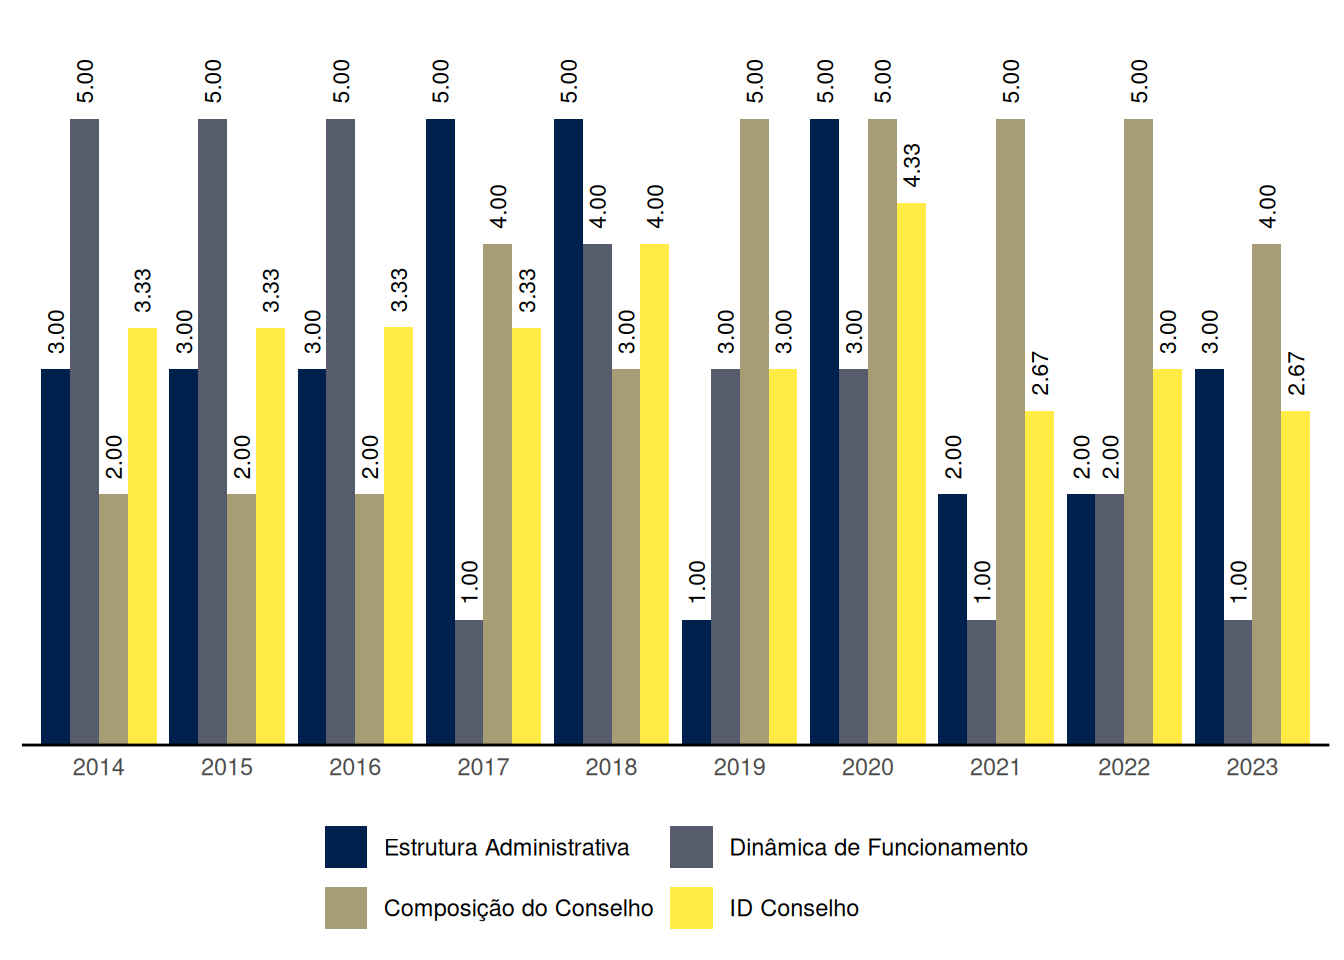 3.00 5.00 2.00 3.33 3.00 5.00 2.00 3.33 3.00 5.00 2.00 3.33 5.00 1.00 4.00 3.33 5.00 4.00 3.00 4.00 1.00 3.00 5.00 3.00 5.00 3.00 5.00 4.33 2.00 1.00 5.00 2.67 2.00 2.00 5.00 3.00 3.00 1.00 4.00 2.67
2014 2015 2016 2017 2018 2019 2020 2021 2022 2023
Estrutura Administrativa Dinâmica de Funcionamento
Composição do Conselho ID Conselho